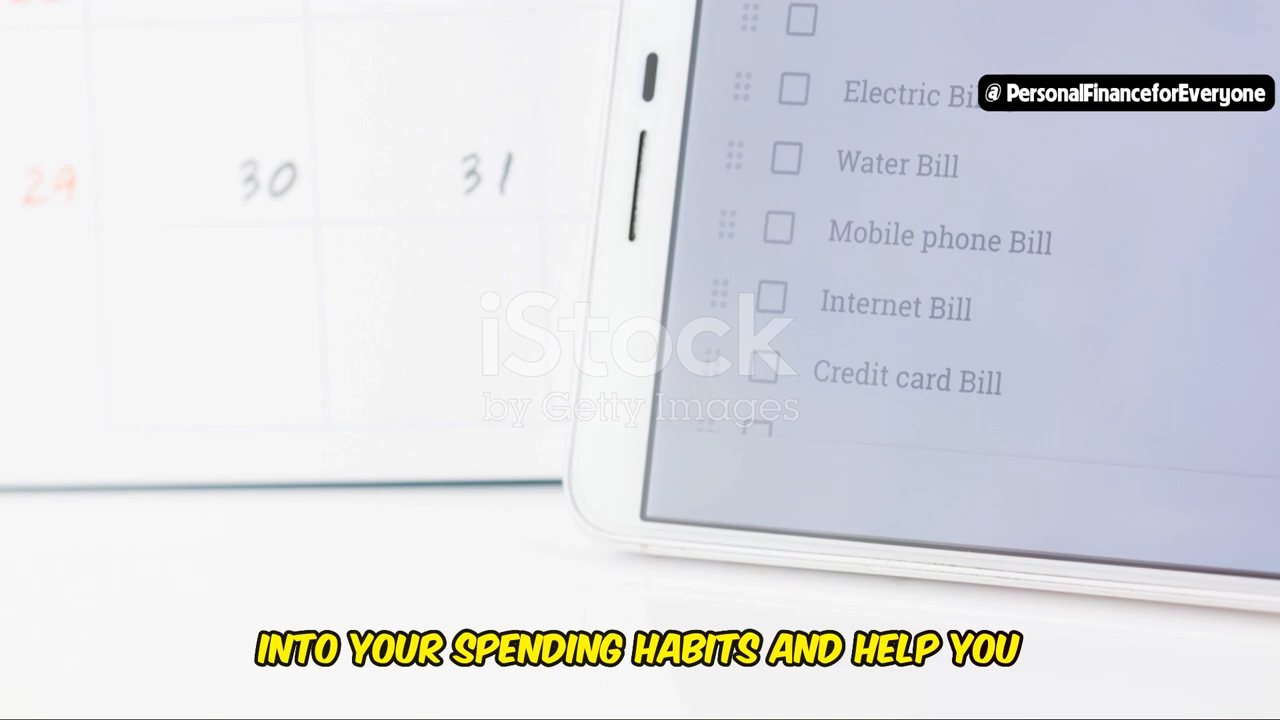 @ PersonalFinanceforEveryone
29 30 31
Electric
Water Bill
Mobile phone Bill
Internet Bill
Credit card Bill
iStock
by Getty Images
INTO YOUR SPENDING HABITS AND HELP YOU